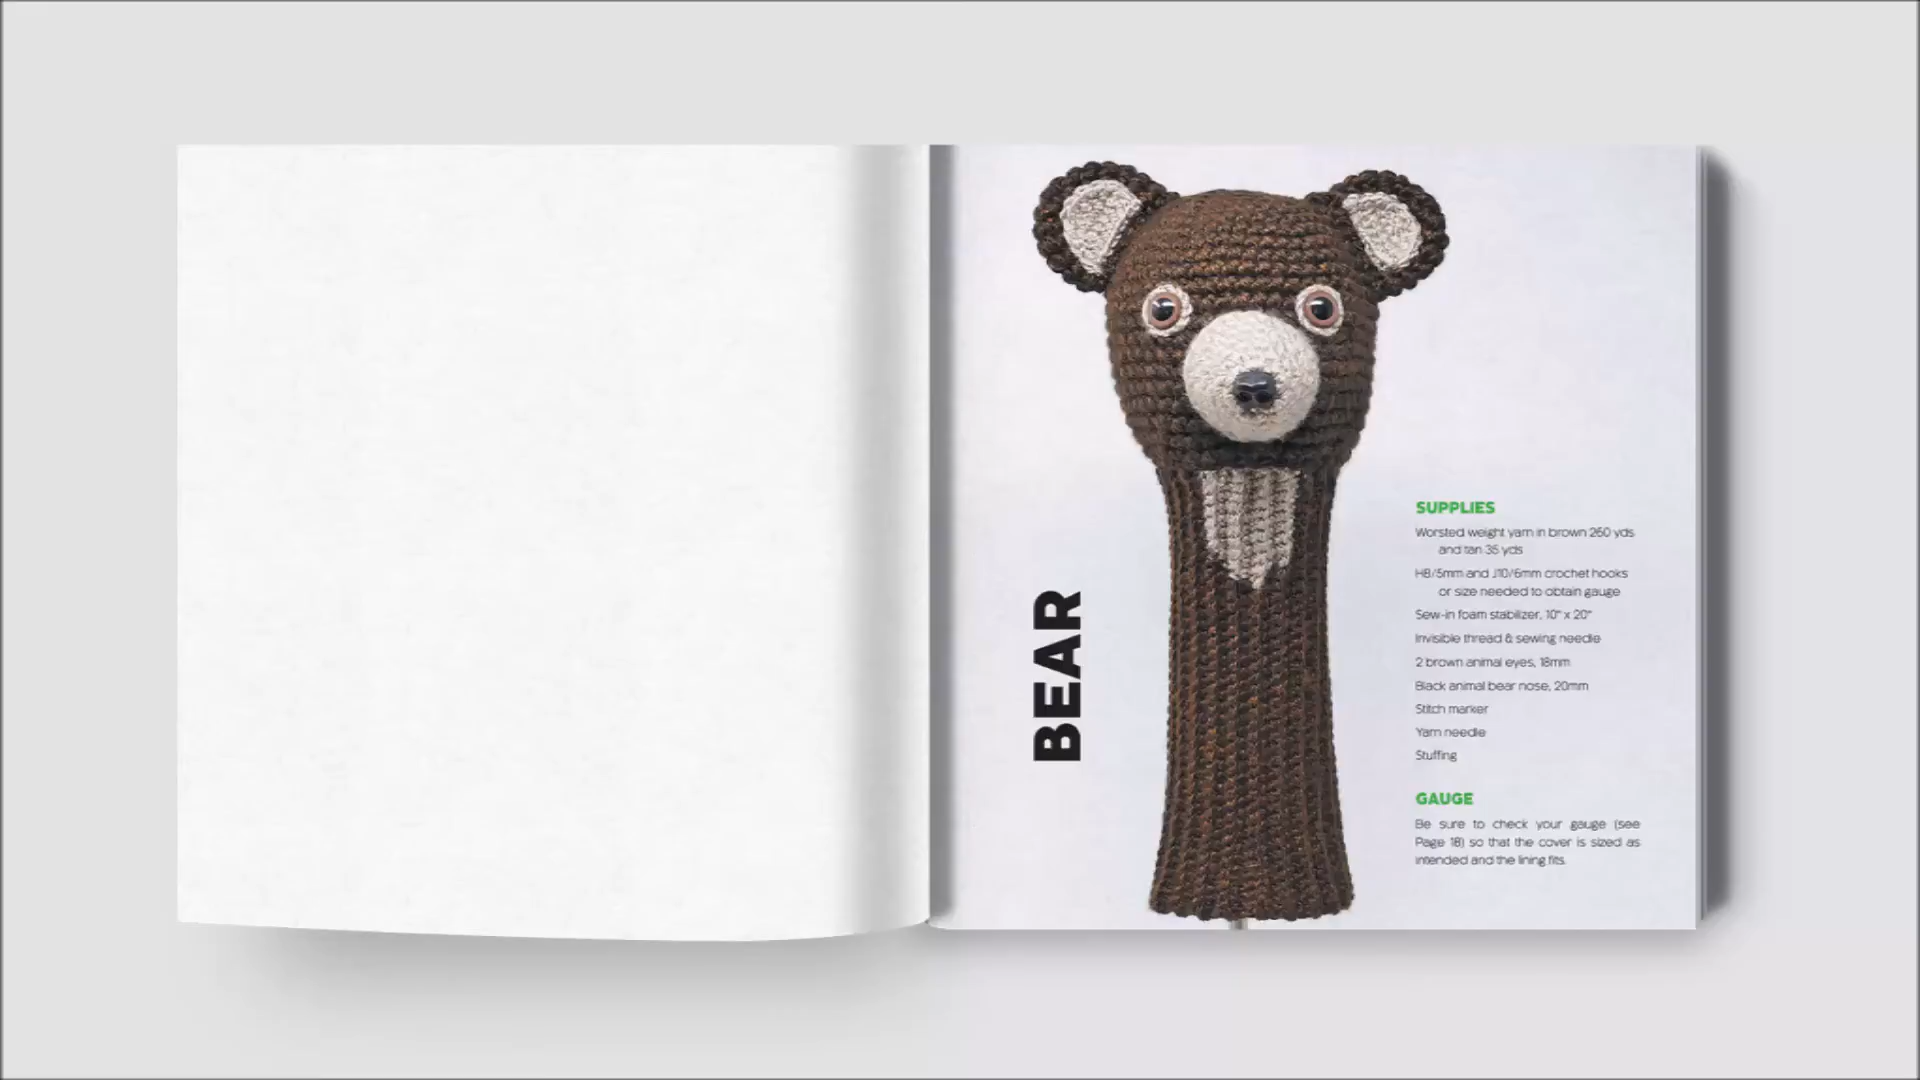 BEAR
SUPPLIES
Worsted weight yarn in brown 260 yds
and tan 35 yds
H8/5mm and J10/6mm crochet hooks
or size needed to obtain gauge
Sew-in foam stabilizer, 10" x 20"
Invisible thread & sewing needle
2 brown animal eyes, 18mm
Black animal bear nose, 20mm
Stitch marker
Yarn needle
Stuffing
GAUGE
Be sure to check your gauge (see
Page 18) so that the cover is sized as
intended and the lining fits.